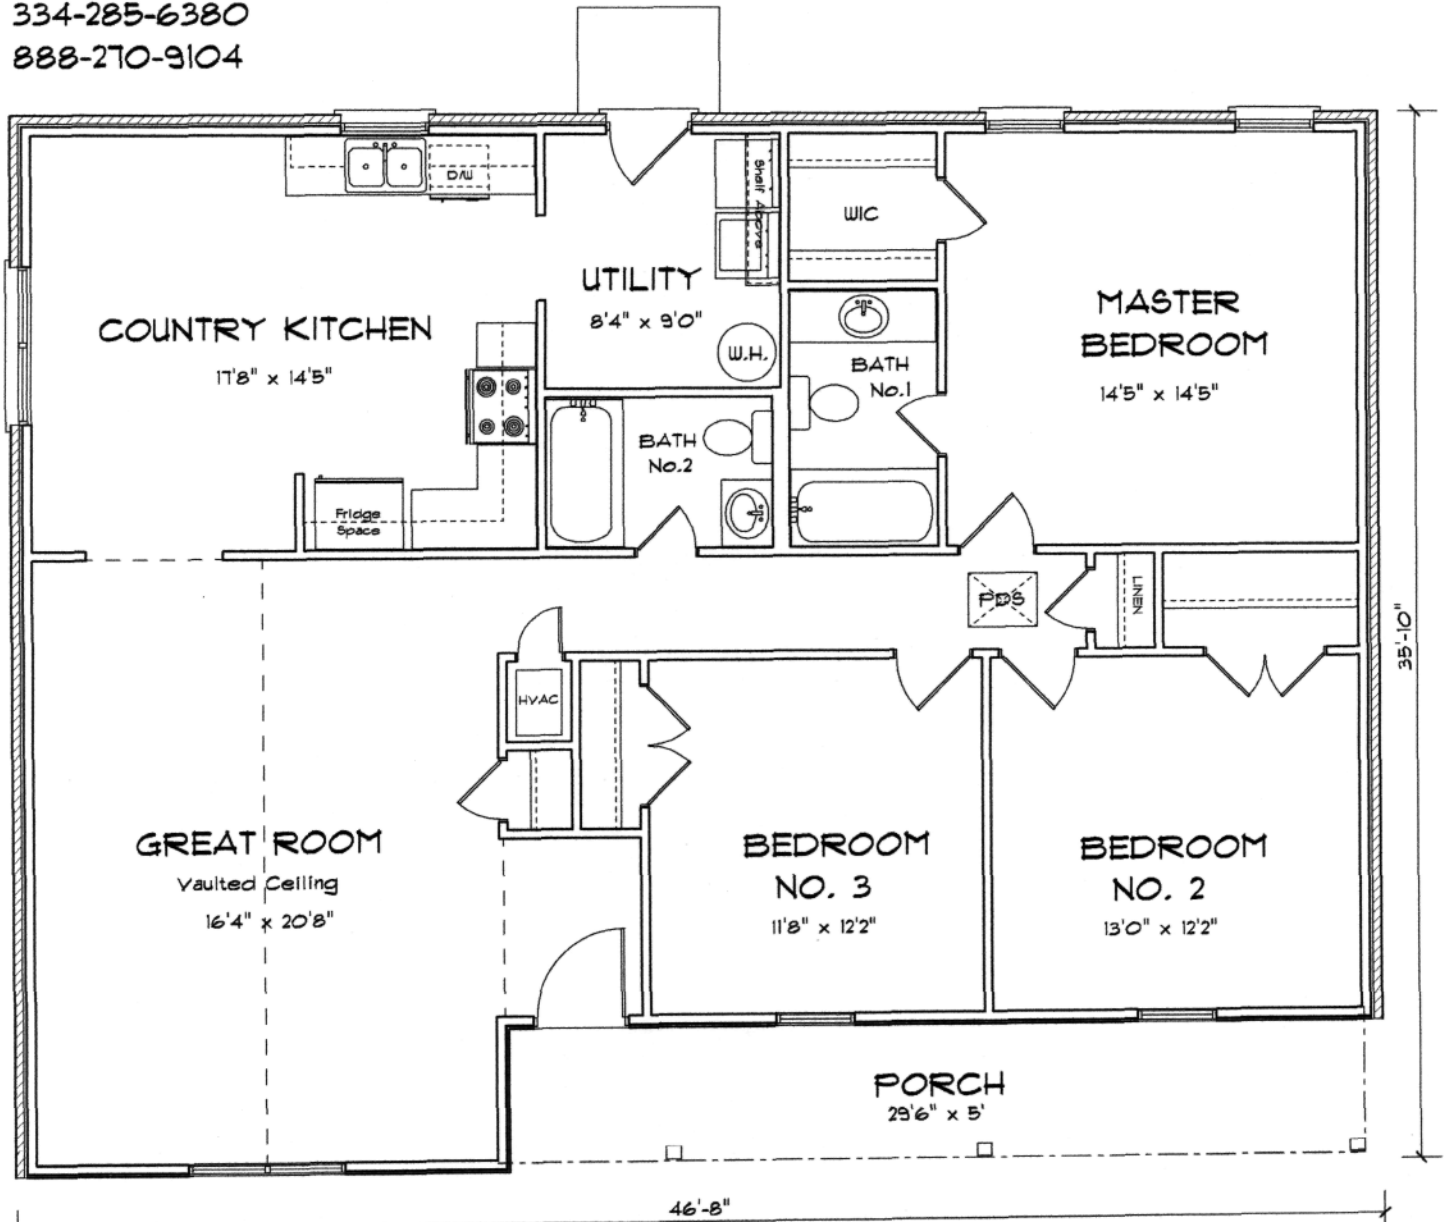 334-285-6380
888-270-9104
D/W
Shelf Above
WIC
UTILITY
8'4" x 9'0"
COUNTRY KITCHEN
17'8" x 14'5"
W.H.
BATH
No.1
MASTER
BEDROOM
14'5" x 14'5"
BATH
No.2
Fridge
Space
PDS
LINEN
35'-10"
HVAC
GREAT ROOM
Vaulted Ceiling
16'4" x 20'8"
BEDROOM
NO. 3
11'8" x 12'2"
BEDROOM
NO. 2
13'0" x 12'2"
PORCH
29'6" x 5'
46'-8"